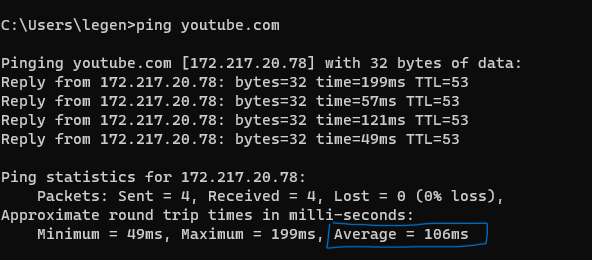 C:\Users\legen>ping youtube.com
Pinging youtube.com [172.217.20.78] with 32 bytes of data:
Reply from 172.217.20.78: bytes=32 time=199ms TTL=53
Reply from 172.217.20.78: bytes=32 time=57ms TTL=53
Reply from 172.217.20.78: bytes=32 time=121ms TTL=53
Reply from 172.217.20.78: bytes=32 time=49ms TTL=53
Ping statistics for 172.217.20.78:
    Packets: Sent = 4, Received = 4, Lost = 0 (0% loss),
Approximate round trip times in milli-seconds:
    Minimum = 49ms, Maximum = 199ms, Average = 106ms